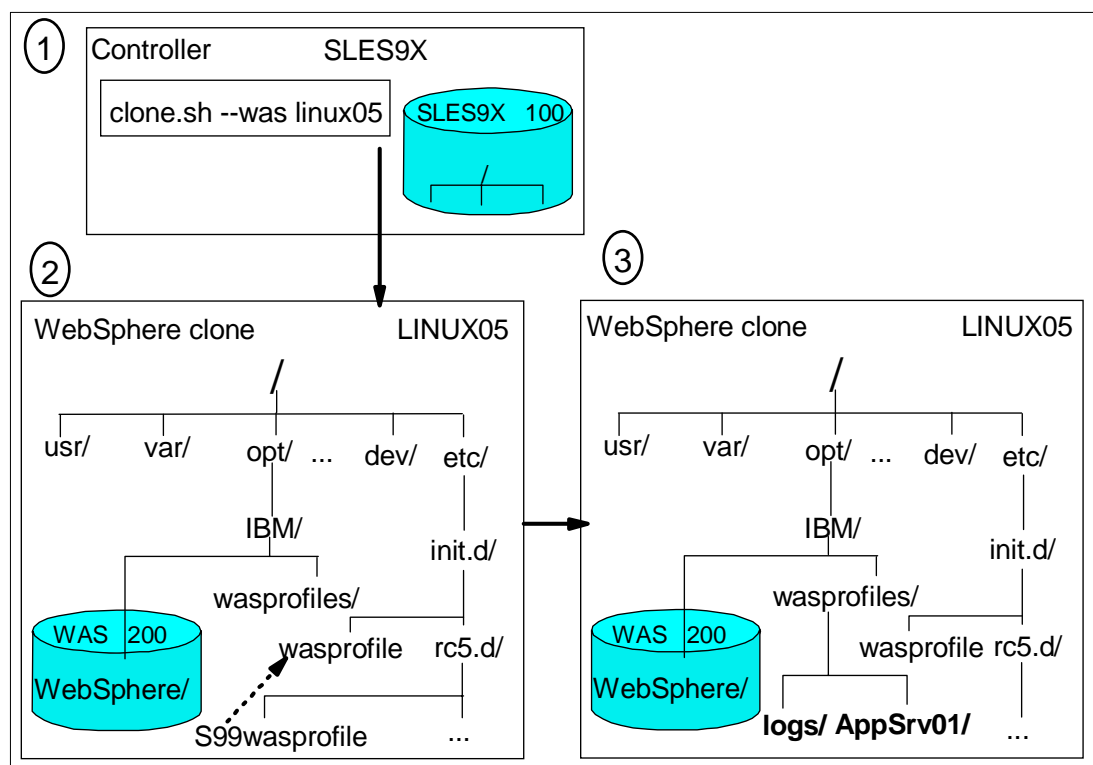 1
Controller SLES9X
clone.sh --was linux05
SLES9X 100
/
2
WebSphere clone LINUX05
/
usr/ var/ opt/ ... dev/ etc/
IBM/
init.d/
wasprofiles/
WAS 200
wasprofile rc5.d/
WebSphere/
S99wasprofile ...
3
WebSphere clone LINUX05
/
usr/ var/ opt/ ... dev/ etc/
IBM/
init.d/
wasprofiles/
WAS 200
wasprofile rc5.d/
WebSphere/
logs/ AppSrv01/ ...